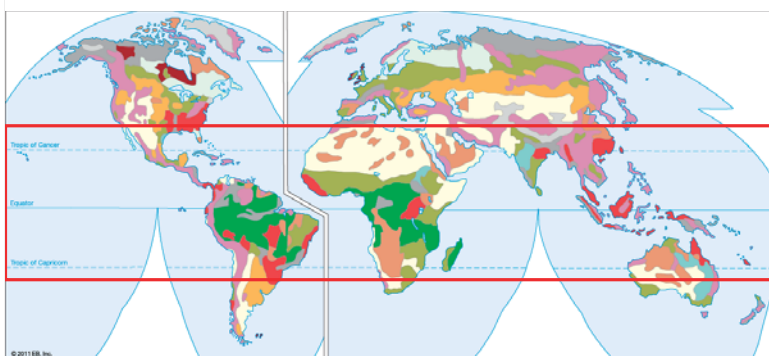 Tropic of Cancer
Equator
Tropic of Capricorn
© 2011 EB, Inc.